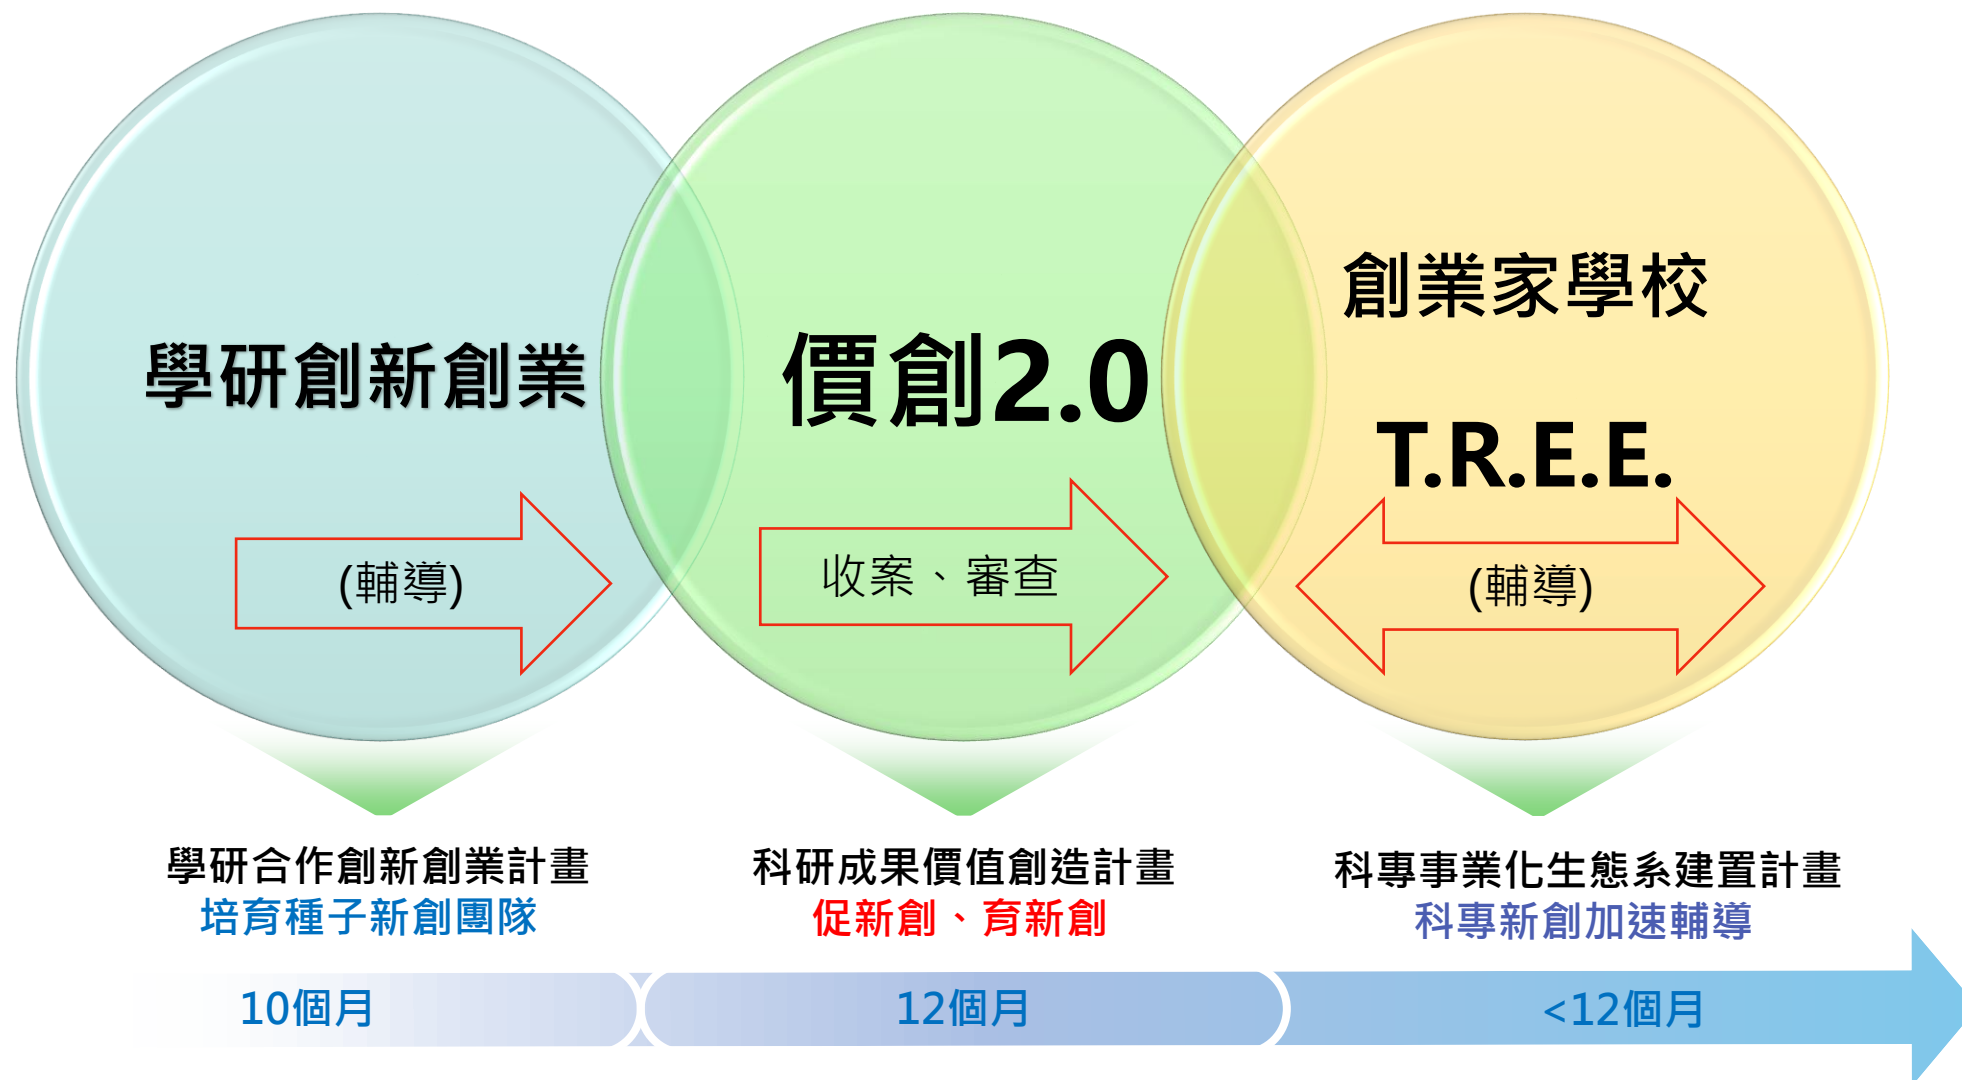 學研創新創業
(輔導)
價創2.0
收案、審查
創業家學校
T.R.E.E.
(輔導)
學研合作創新創業計畫
培育種子新創團隊
科研成果價值創造計畫
促新創、育新創
科專事業化生態系建置計畫
科專新創加速輔導
10個月
12個月
<12個月